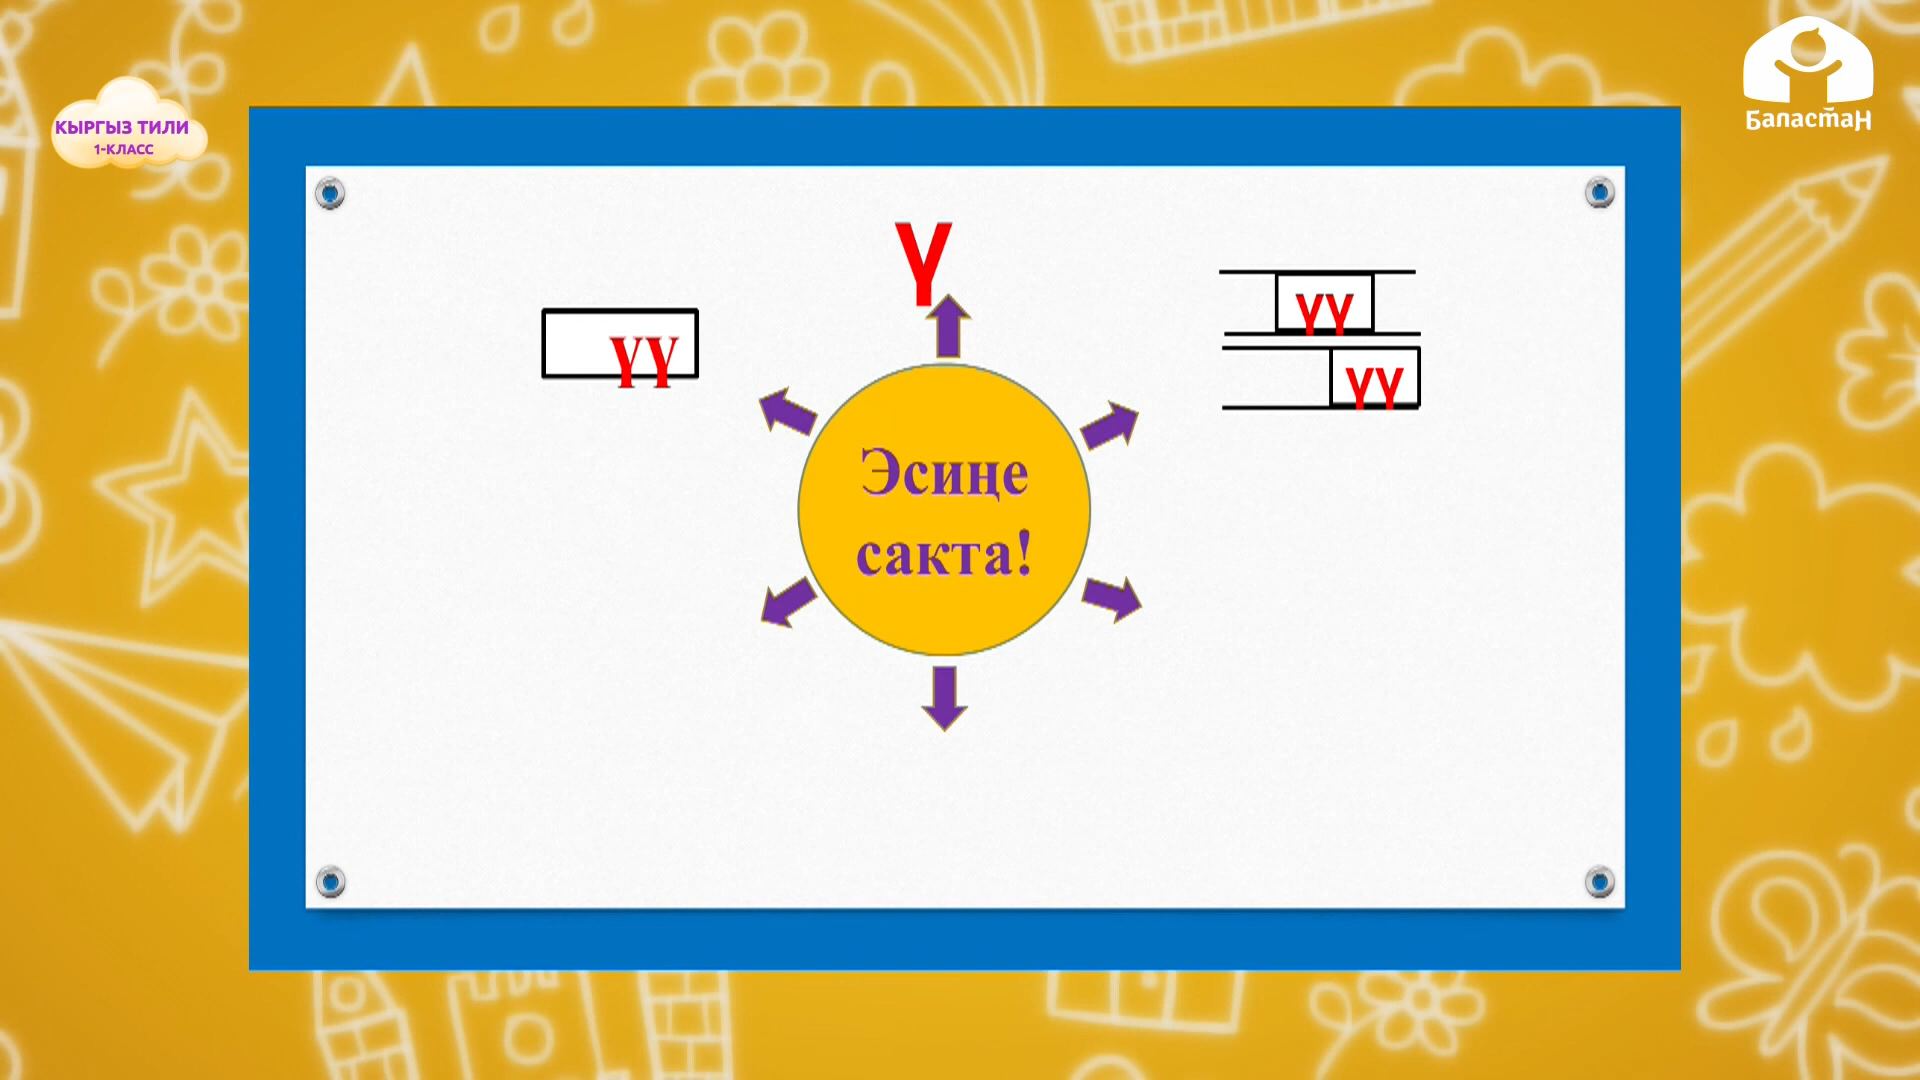 КЫРГЫЗ ТИЛИ
1-КЛАСС
Баластан
Ү
ҮҮ
ҮҮ
ҮҮ
Эсиңе
сакта!